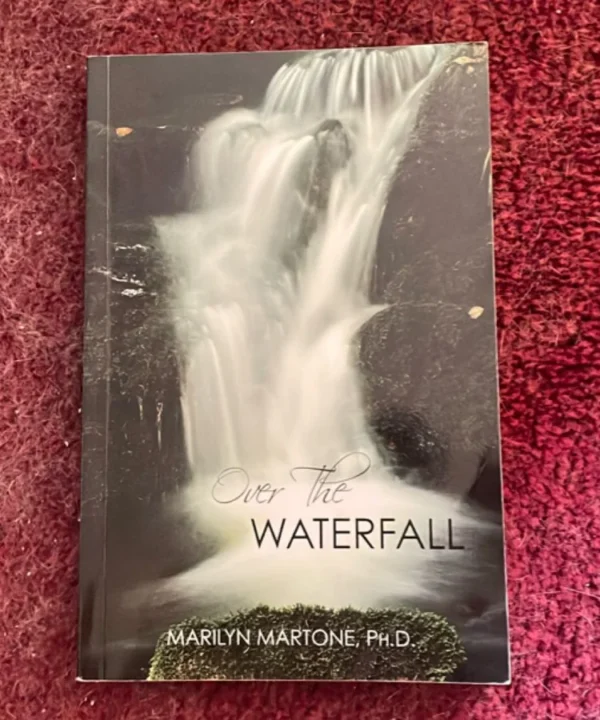 Over The
WATERFALL
MARILYN MARTONE, PH.D.